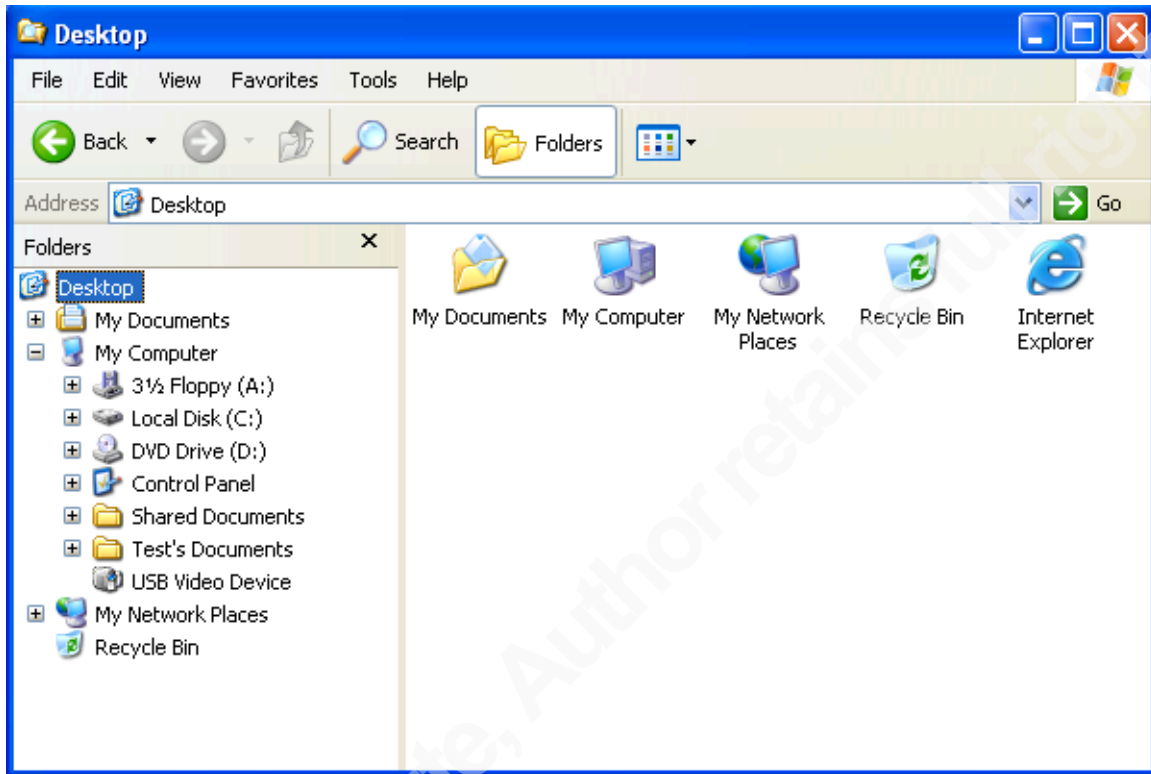 Desktop
File Edit View Favorites Tools Help
Back Search Folders
Address Desktop Go
Folders
Desktop
My Documents
My Computer
3½ Floppy (A:)
Local Disk (C:)
DVD Drive (D:)
Control Panel
Shared Documents
Test's Documents
USB Video Device
My Network Places
Recycle Bin
My Documents My Computer My Network Recycle Bin Internet
Places Explorer
Author retains full